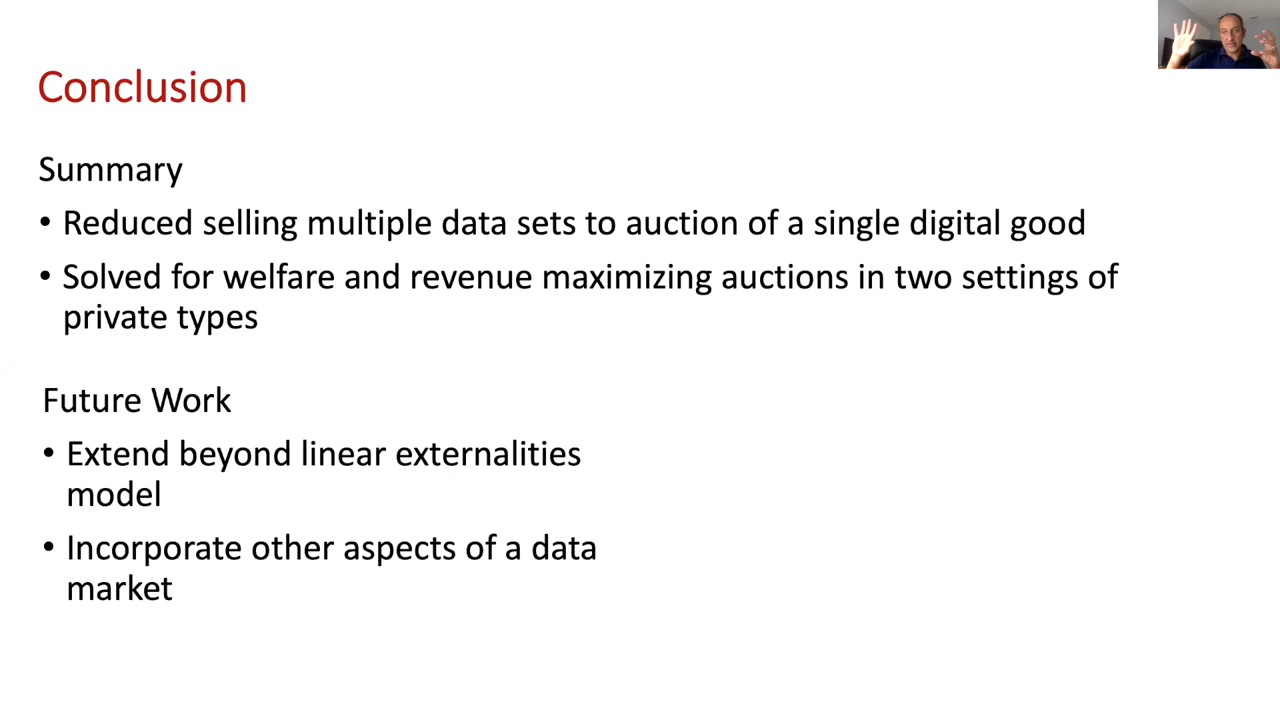 Conclusion
Summary
• Reduced selling multiple data sets to auction of a single digital good
• Solved for welfare and revenue maximizing auctions in two settings of
private types
Future Work
• Extend beyond linear externalities
model
• Incorporate other aspects of a data
market